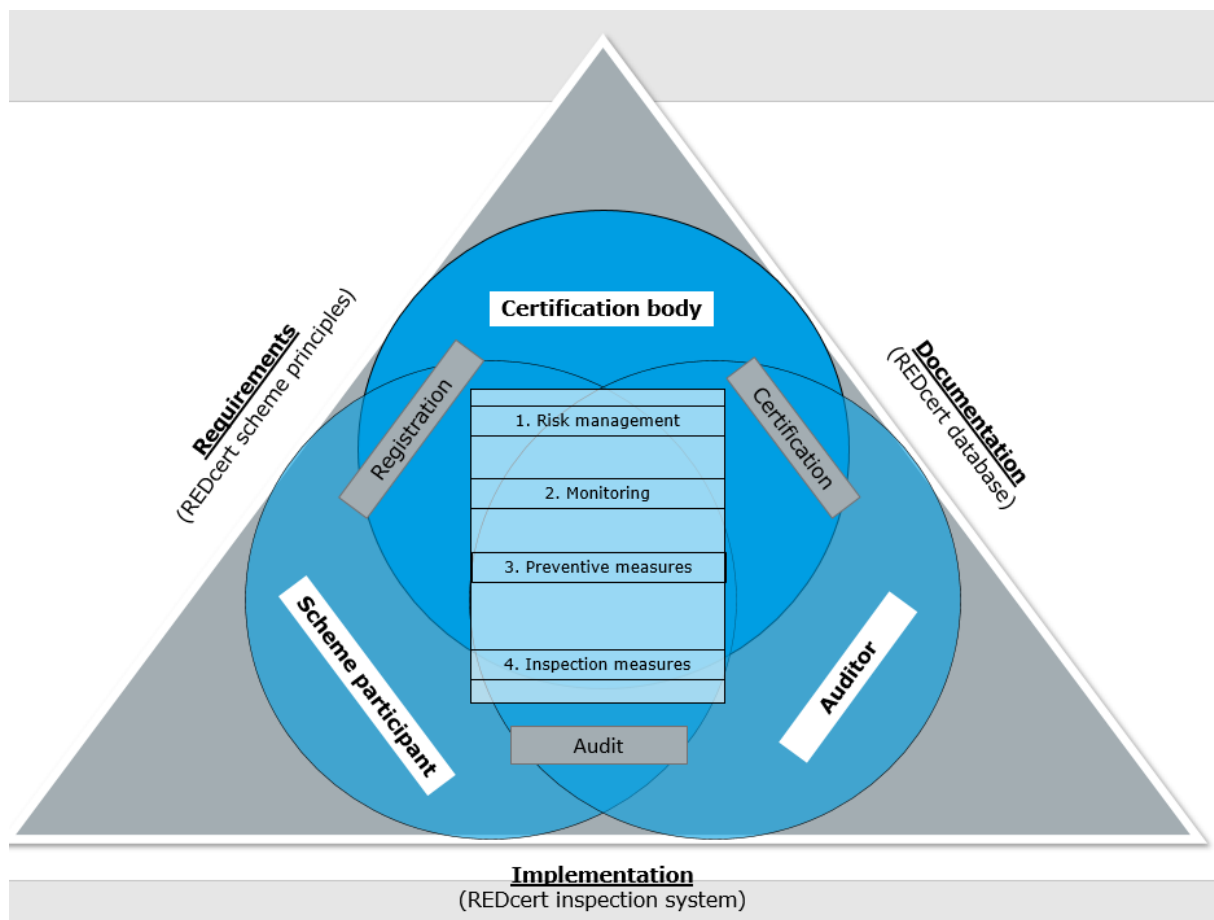 Certification body
Requirements
(REDcert scheme principles)
Documentation
(REDcert database)
Registration
Certification
1. Risk management
2. Monitoring
3. Preventive measures
4. Inspection measures
Scheme participant
Auditor
Audit
Implementation
(REDcert inspection system)